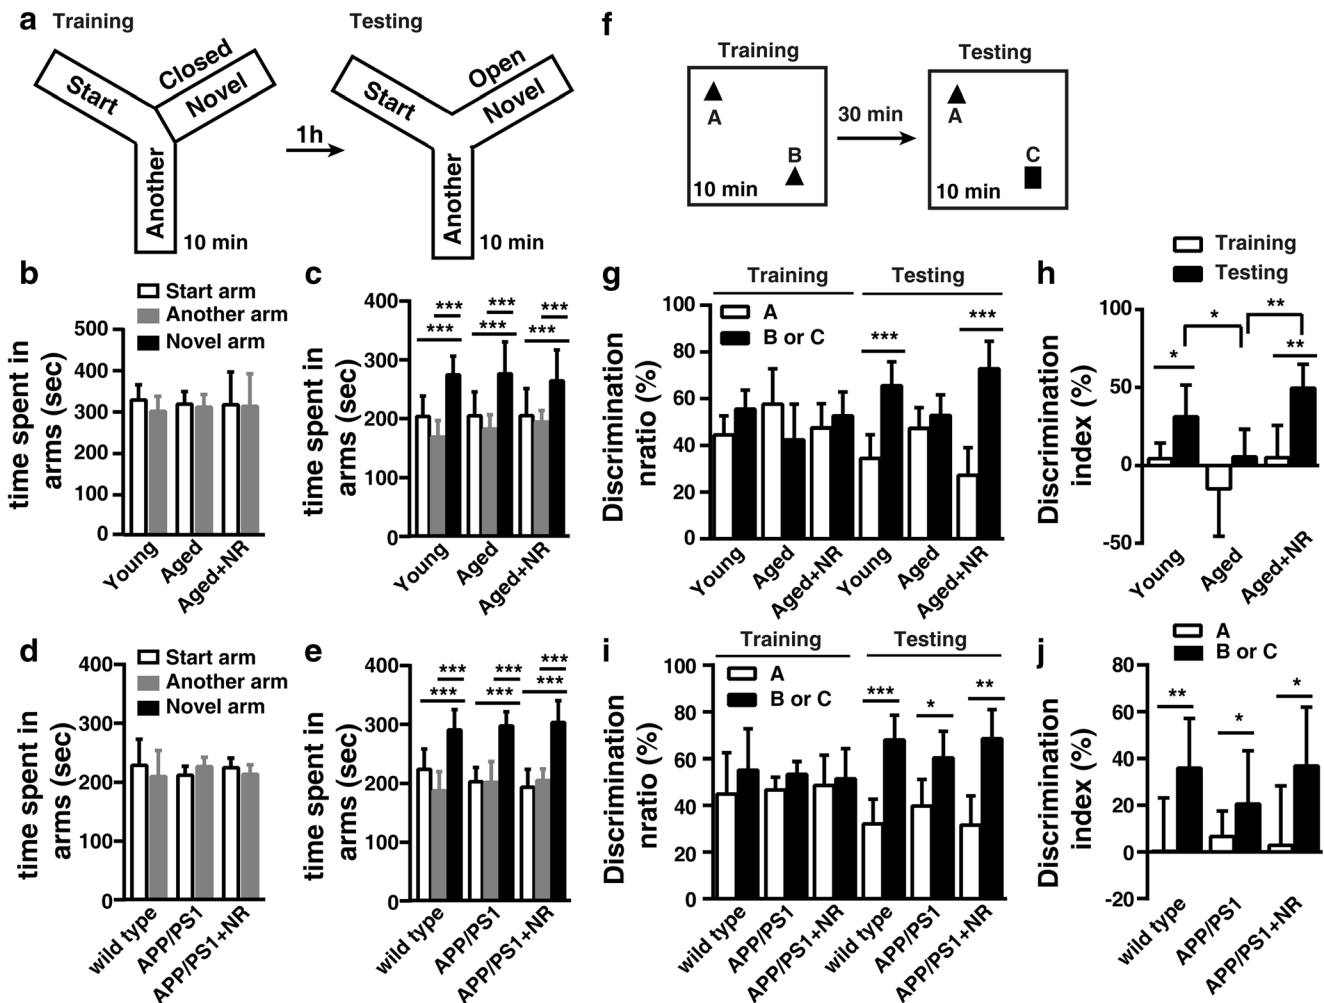 a Training Testing
Start Closed Novel Another
10 min
1h
Start Open Novel Another
10 min
f
Training Testing
A
B
10 min
30 min
A
C
10 min
b
Start arm
Another arm
Novel arm
time spent in
arms (sec)
500
400
300
200
100
0
Young Aged Aged+NR
c
time spent in
arms (sec)
400
300
200
100
0
*** *** *** *** *** ***
Young Aged Aged+NR
g
Training Testing
A
B or C
Discrimination
nratio (%)
100
80
60
40
20
0
*** ***
Young Aged Aged+NR Young Aged Aged+NR
h
Training
Testing
Discrimination
index (%)
100
50
0
-50
* * ** **
Young Aged Aged+NR
d
Start arm
Another arm
Novel arm
time spent in
arms (sec)
400
300
200
100
0
wild type APP/PS1 APP/PS1+NR
e
time spent in
arms (sec)
400
300
200
100
0
*** *** *** *** *** ***
wild type APP/PS1 APP/PS1+NR
i
Training Testing
A
B or C
Discrimination
nratio (%)
100
80
60
40
20
0
*** * **
wild type APP/PS1 APP/PS1+NR wild type APP/PS1 APP/PS1+NR
j
A
B or C
Discrimination
index (%)
80
60
40
20
0
-20
** * *
wild type APP/PS1 APP/PS1+NR